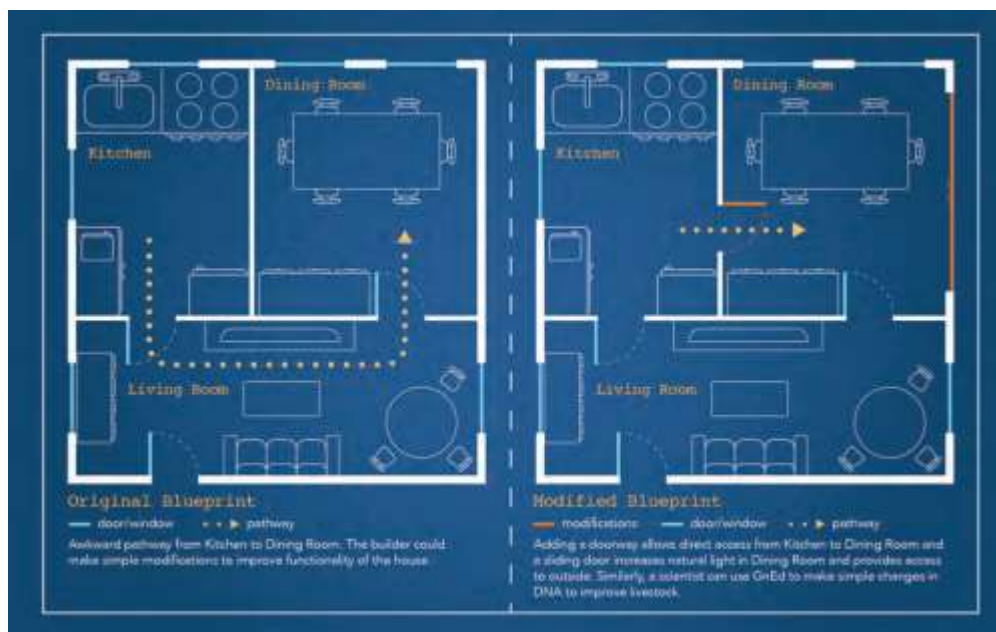 Dining Room
Kitchen
Living Room
Original Blueprint
door/window
pathway
Awkward pathway from Kitchen to Dining Room. The builder could
make simple modifications to improve functionality of the house.
Dining Room
Kitchen
Living Room
Modified Blueprint
modifications
door/window
pathway
Adding a doorway allows direct access from Kitchen to Dining Room and
a sliding door increases natural light in Dining Room and provides access
to outside. Similarly, a scientist can use GnEd to make simple changes in
DNA to improve livestock.